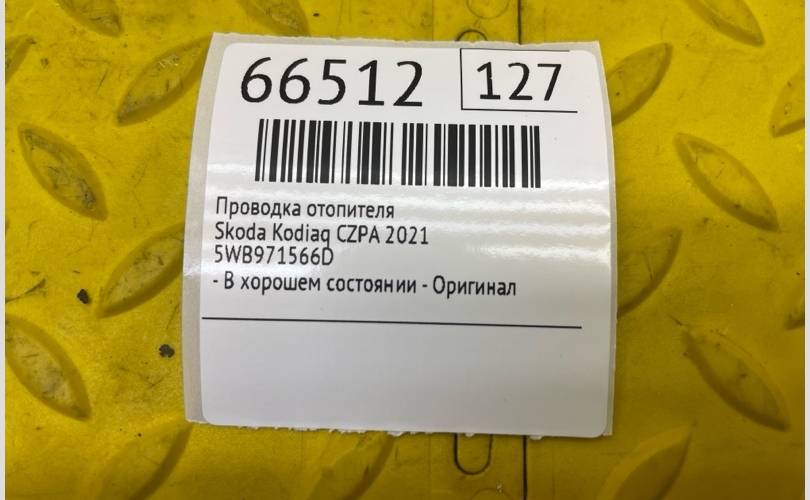 66512 127
Проводка отопителя
Skoda Kodiaq CZPA 2021
5WB971566D
- В хорошем состоянии - Оригинал